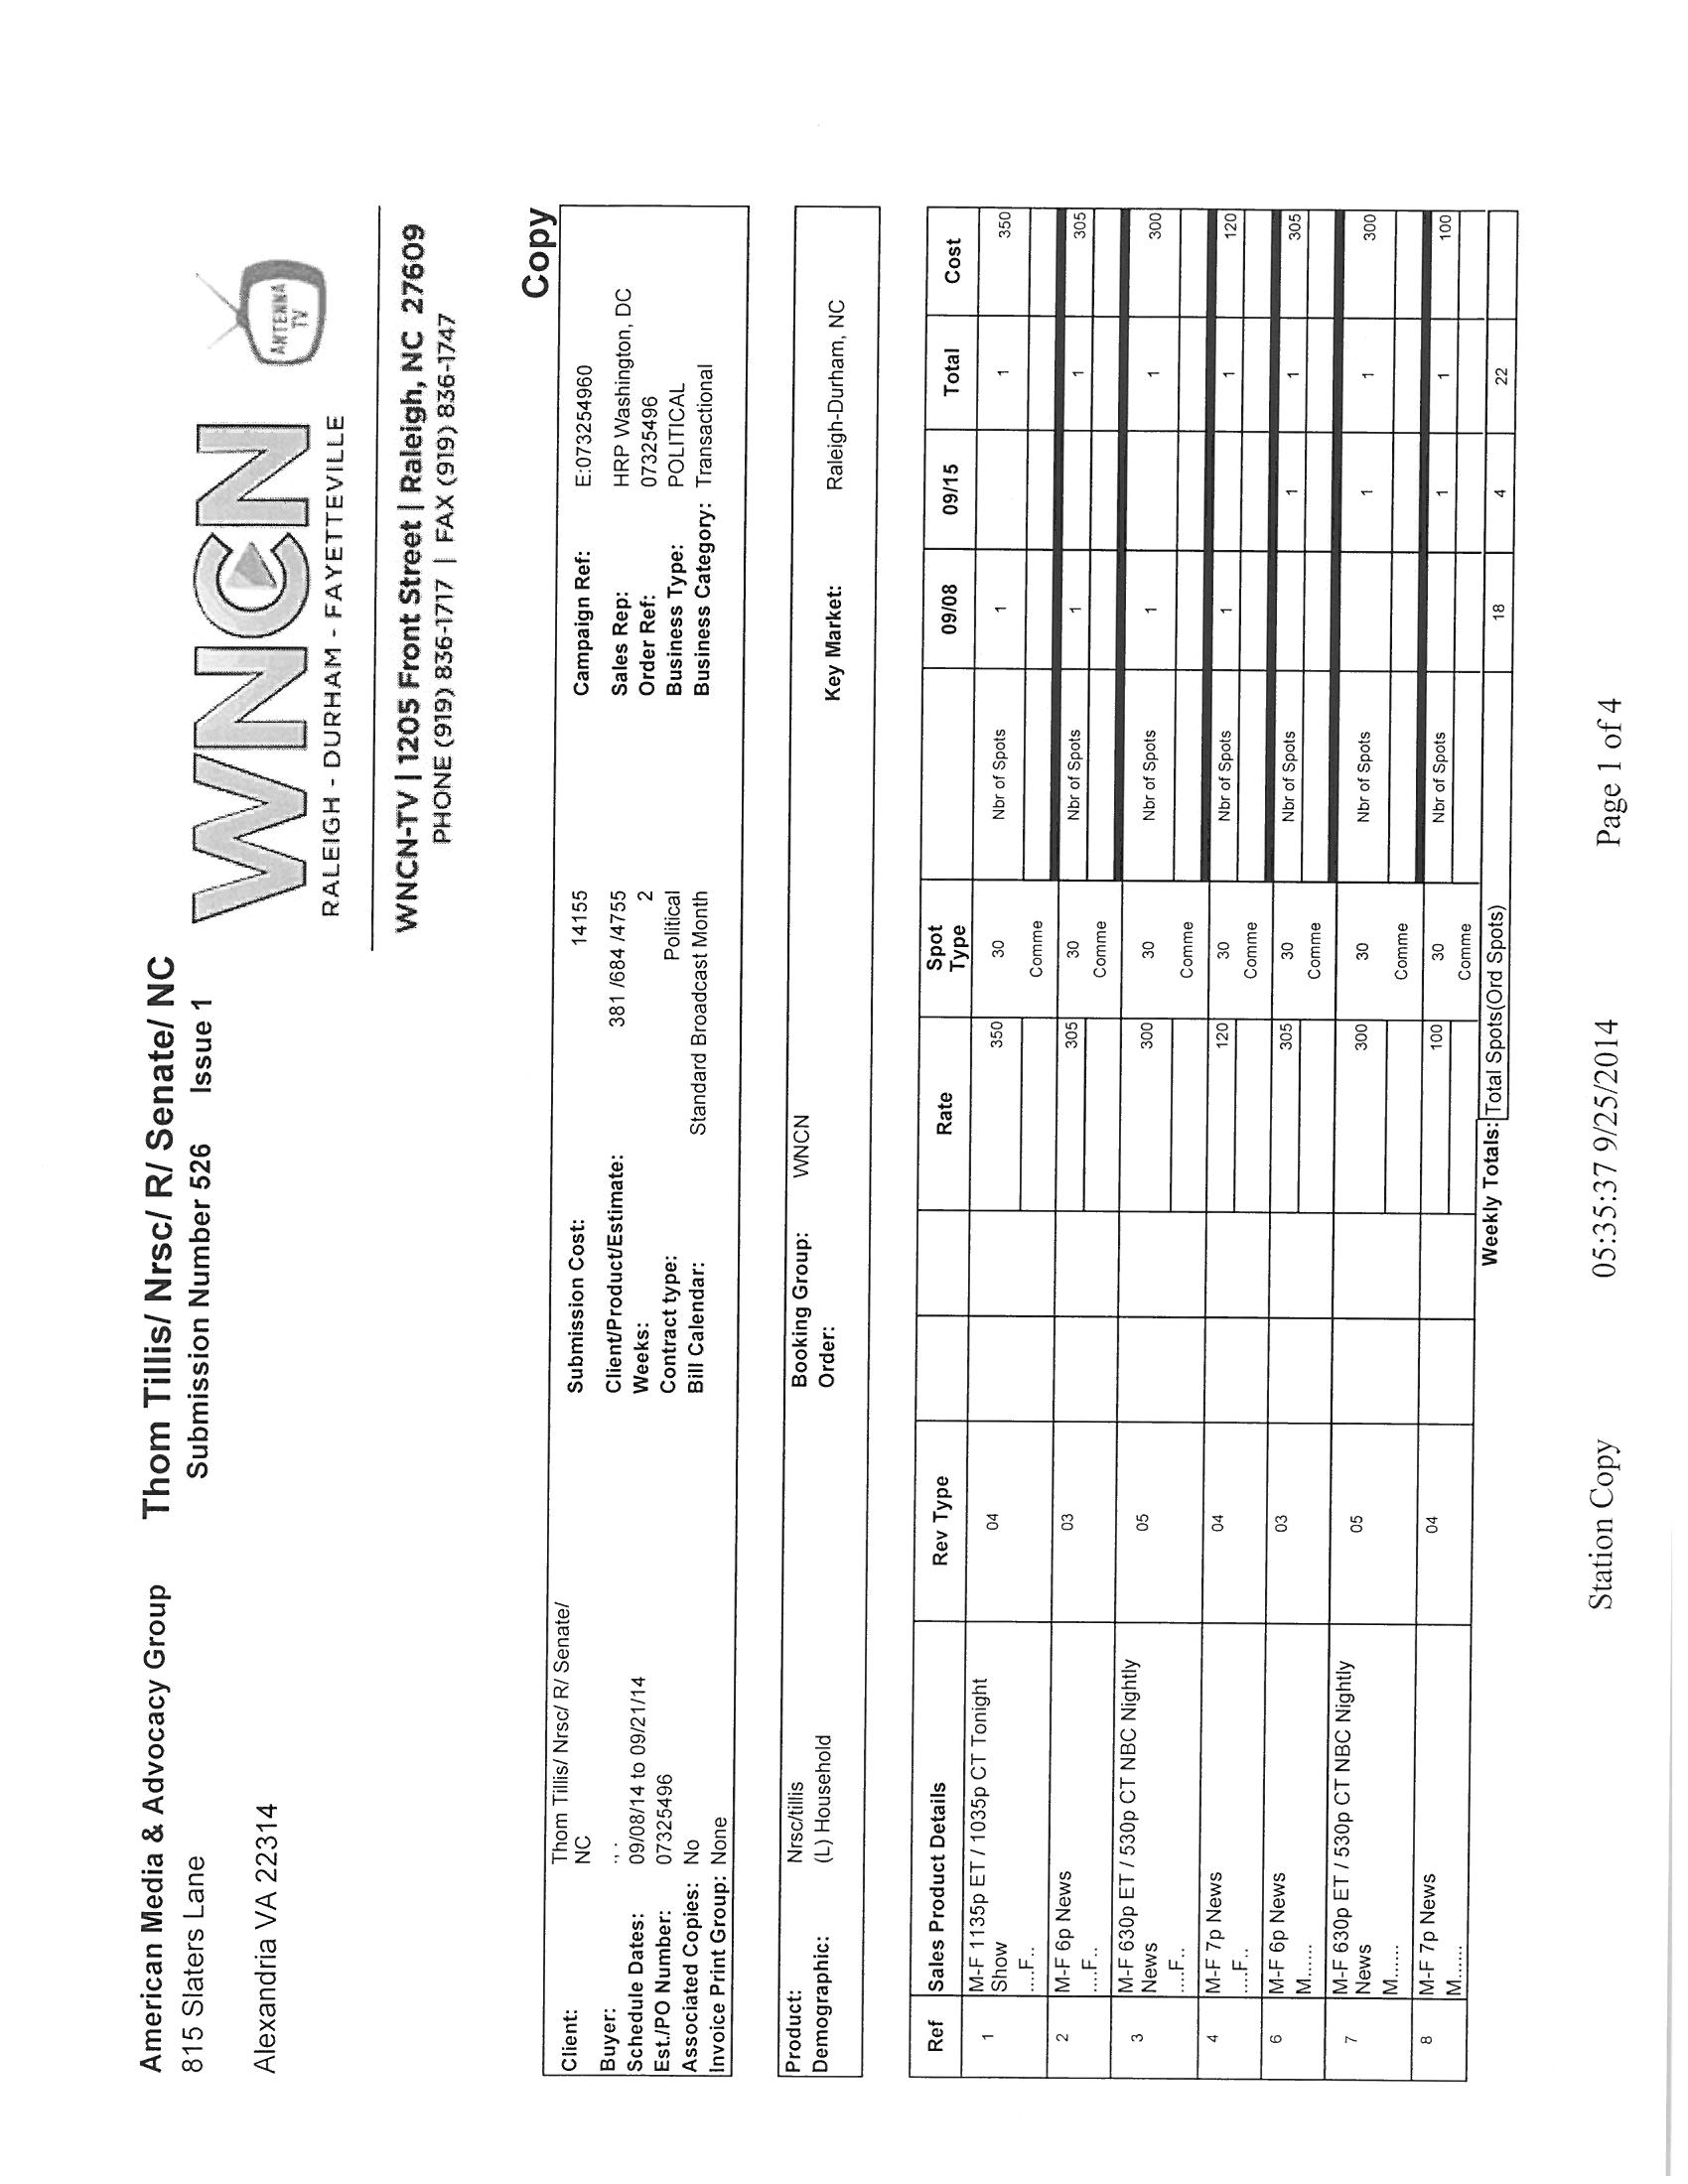 American Media & Advocacy Group
815 Slaters Lane
Alexandria VA 22314
Thom Tillis/ Nrsc/ R/ Senate/ NC
Submission Number 526 Issue 1
WNCN
RALEIGH - DURHAM - FAYETTEVILLE
ANTENNA
TV
WNCN-TV | 1205 Front Street | Raleigh, NC 27609
PHONE (919) 836-1717 | FAX (919) 836-1747
Copy
Client: Thom Tillis/ Nrsc/ R/ Senate/ Submission Cost: 14155 Campaign Ref: E:073254960
NC
Buyer: ., . Client/Product/Estimate: 381 /684 /4755 Sales Rep: HRP Washington, DC
Schedule Dates: 09/08/14 to 09/21/14 Weeks: 2 Order Ref: 07325496
Est./PO Number: 07325496 Contract type: Political Business Type: POLITICAL
Associated Copies: No Bill Calendar: Standard Broadcast Month Business Category: Transactional
Invoice Print Group: None
Product: Nrsc/tillis Booking Group: WNCN
Demographic: (L) Household Order: Key Market: Raleigh-Durham, NC
Ref Sales Product Details Rev Type Rate Spot Type 09/08 09/15 Total Cost
1 M-F 1135p ET / 1035p CT Tonight 04 350 30 Nbr of Spots 1 1 350
Show
....F.. Comme
2 M-F 6p News 03 305 30 Nbr of Spots 1 1 305
....F.. Comme
3 M-F 630p ET / 530p CT NBC Nightly 05 300 30 Nbr of Spots 1 1 300
News
....F.. Comme
4 M-F 7p News 04 120 30 Nbr of Spots 1 1 120
....F.. Comme
6 M-F 6p News 03 305 30 Nbr of Spots 1 1 305
M...... Comme
7 M-F 630p ET / 530p CT NBC Nightly 05 300 30 Nbr of Spots 1 1 300
News
M...... Comme
8 M-F 7p News 04 100 30 Nbr of Spots 1 1 100
M...... Comme
Weekly Totals: Total Spots(Ord Spots) 18 4 22
Station Copy 05:35:37 9/25/2014 Page 1 of 4